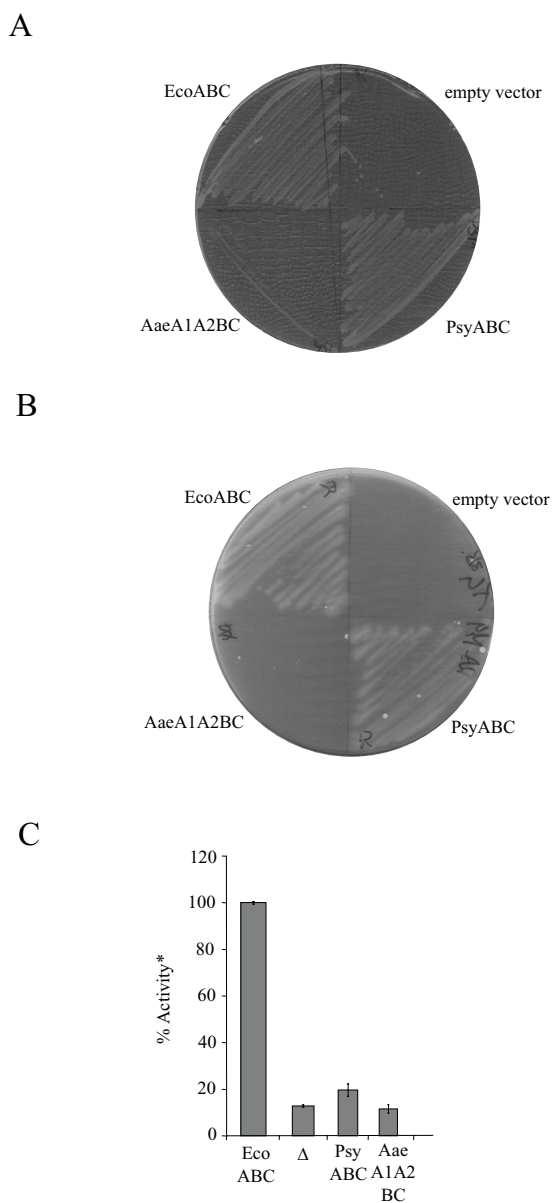 A
EcoABC
empty vector
AaeA1A2BC
PsyABC
B
EcoABC
empty vector
AaeA1A2BC
PsyABC
C
120
100
80
60
40
20
0
% Activity*
Eco
ABC
Δ
Psy
ABC
Aae
A1A2
BC